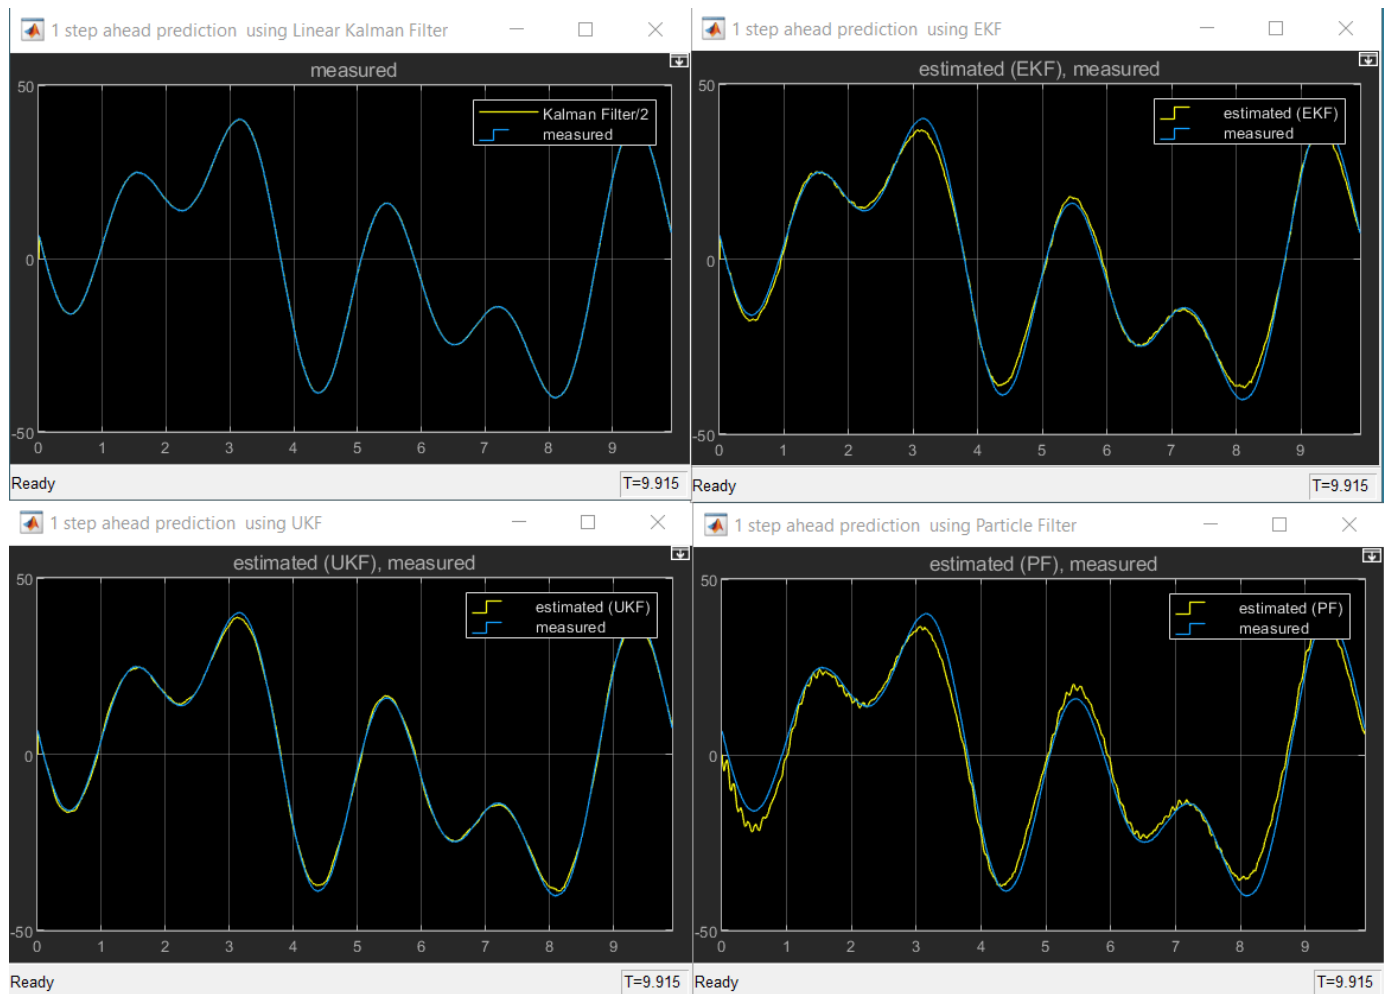 1 step ahead prediction  using Linear Kalman Filter
measured
Kalman Filter/2
measured
50
0
-50
0 1 2 3 4 5 6 7 8 9
Ready
T=9.915
1 step ahead prediction  using EKF
estimated (EKF), measured
estimated (EKF)
measured
50
0
-50
0 1 2 3 4 5 6 7 8 9
Ready
T=9.915
1 step ahead prediction  using UKF
estimated (UKF), measured
estimated (UKF)
measured
50
0
-50
0 1 2 3 4 5 6 7 8 9
Ready
T=9.915
1 step ahead prediction  using Particle Filter
estimated (PF), measured
estimated (PF)
measured
50
0
-50
0 1 2 3 4 5 6 7 8 9
Ready
T=9.915